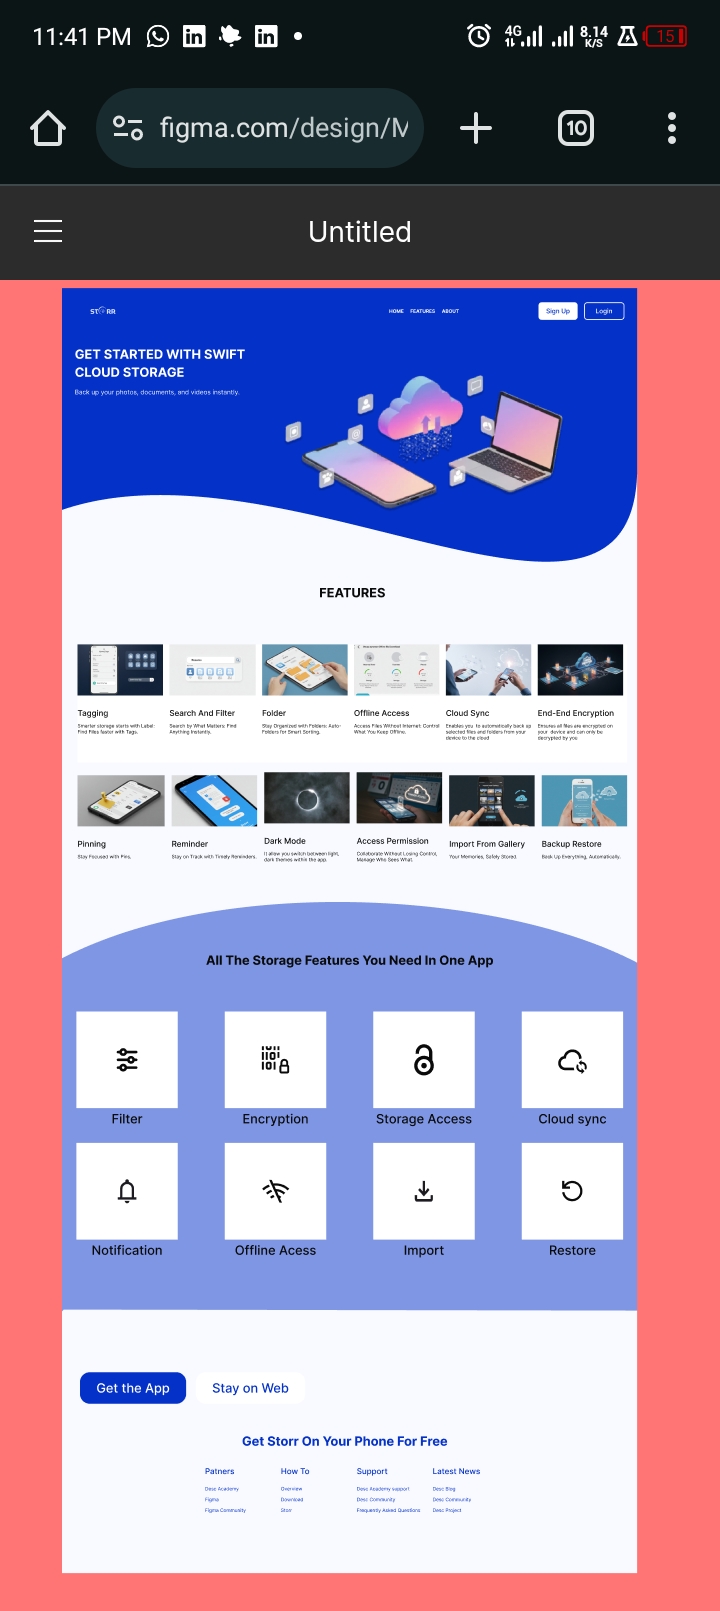 11:41 PM
4G
8.14
K/S
15
figma.com/design/M
10
Untitled
HOME FEATURES ABOUT
Sign Up
Login
GET STARTED WITH SWIFT
CLOUD STORAGE
Back up your photos, documents, and videos instantly.
FEATURES
Tagging
Smarter storage starts with Label:
Find Files faster with Tags.
Search And Filter
Search by What Matters: Find
Anything Instantly.
Folder
Stay Organized with Folders: Auto-
Folders for Smart Sorting.
Offline Access
Access Files Without Internet: Control
What You Keep Offline.
Cloud Sync
Enables you to automatically back up
selected files and folders from your
device to the cloud
End-End Encryption
Ensures all files are encrypted on
your device and can only be
decrypted by you
Pinning
Stay Focused with Pins.
Reminder
Stay on Track with Timely Reminders.
Dark Mode
It allow you switch between light,
dark themes within the app.
Access Permission
Collaborate Without Losing Control,
Manage Who Sees What.
Import From Gallery
Your Memories, Safely Stored.
Backup Restore
Back Up Everything, Automatically.
All The Storage Features You Need In One App
Filter
Encryption
Storage Access
Cloud sync
Notification
Offline Acess
Import
Restore
Get the App
Stay on Web
Get Storr On Your Phone For Free
Patners
Desc Academy
Figma
Figma Community
How To
Overview
Download
Storr
Support
Desc Academy support
Desc Community
Frequently Asked Questions
Latest News
Desc Blog
Desc Community
Desc Project